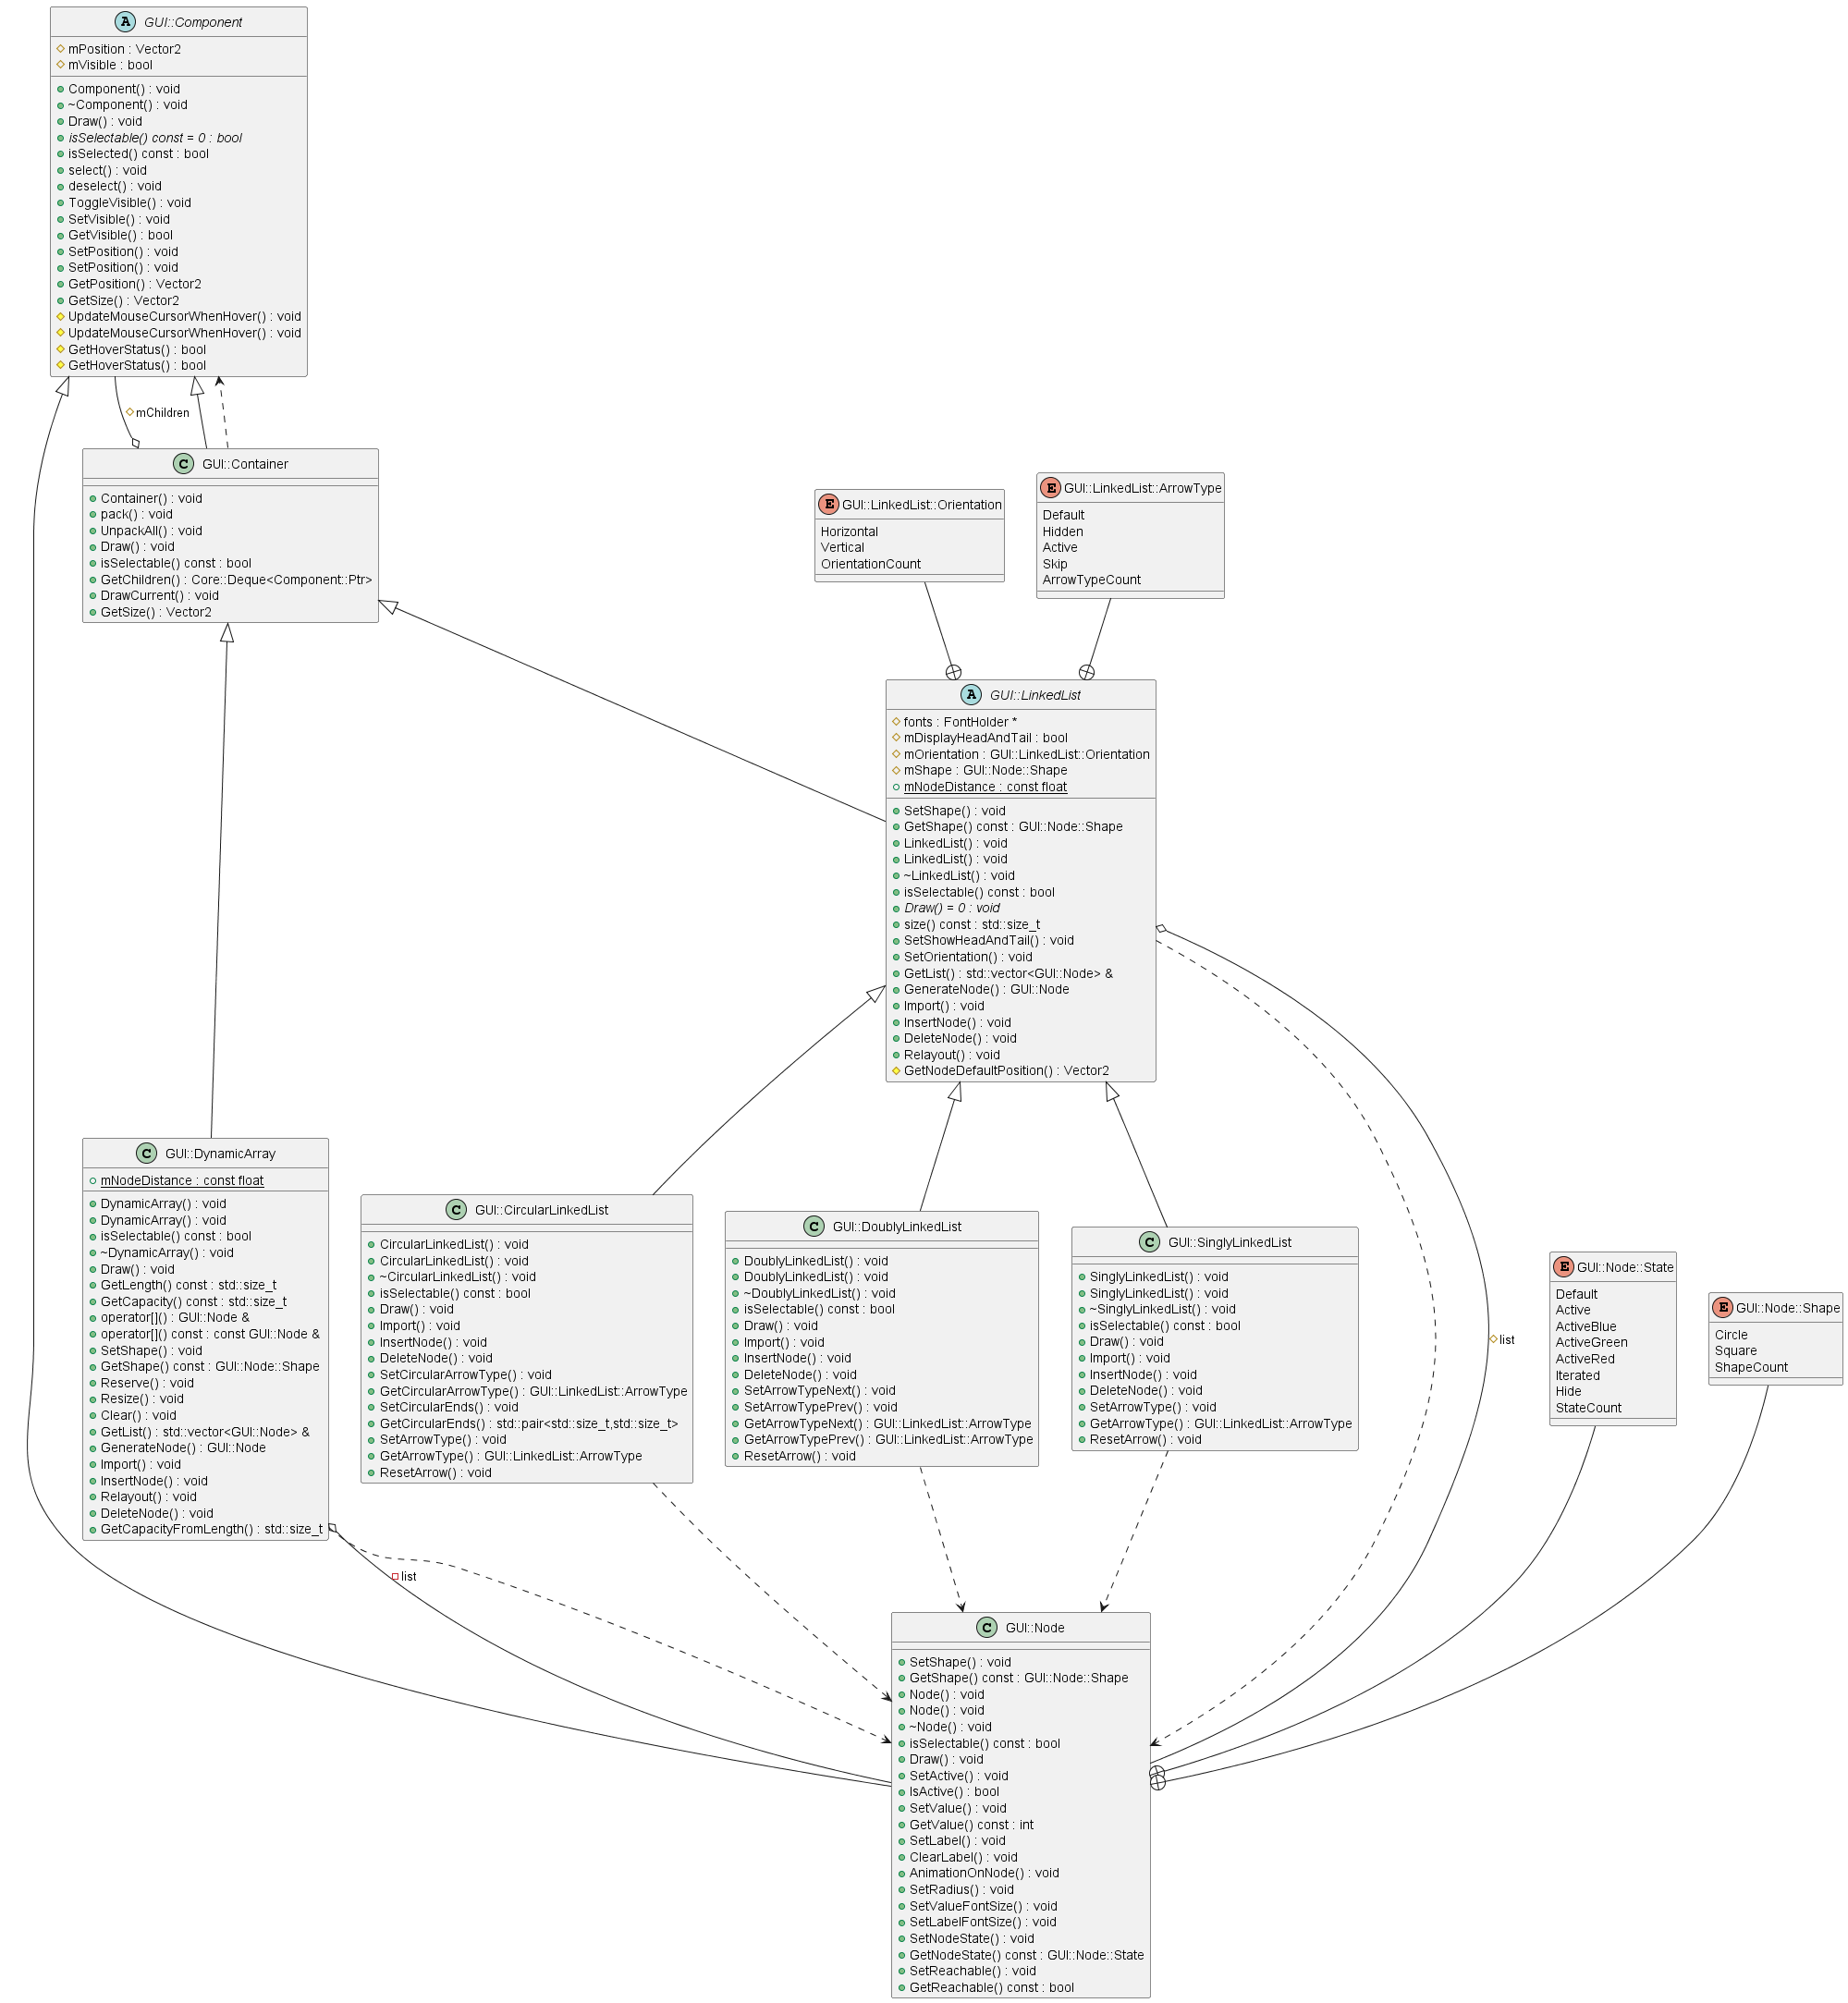 A GUI::Component
mPosition : Vector2
mVisible : bool
Component() : void
~Component() : void
Draw() : void
isSelectable() const = 0 : bool
isSelected() const : bool
select() : void
deselect() : void
ToggleVisible() : void
SetVisible() : void
GetVisible() : bool
SetPosition() : void
SetPosition() : void
GetPosition() : Vector2
GetSize() : Vector2
UpdateMouseCursorWhenHover() : void
UpdateMouseCursorWhenHover() : void
GetHoverStatus() : bool
GetHoverStatus() : bool
mChildren
C GUI::Container
Container() : void
pack() : void
UnpackAll() : void
Draw() : void
isSelectable() const : bool
GetChildren() : Core::Deque<Component::Ptr>
DrawCurrent() : void
GetSize() : Vector2
E GUI::LinkedList::Orientation
Horizontal
Vertical
OrientationCount
E GUI::LinkedList::ArrowType
Default
Hidden
Active
Skip
ArrowTypeCount
A GUI::LinkedList
fonts : FontHolder *
mDisplayHeadAndTail : bool
mOrientation : GUI::LinkedList::Orientation
mShape : GUI::Node::Shape
mNodeDistance : const float
SetShape() : void
GetShape() const : GUI::Node::Shape
LinkedList() : void
LinkedList() : void
~LinkedList() : void
isSelectable() const : bool
Draw() = 0 : void
size() const : std::size_t
SetShowHeadAndTail() : void
SetOrientation() : void
GetList() : std::vector<GUI::Node> &
GenerateNode() : GUI::Node
Import() : void
InsertNode() : void
DeleteNode() : void
Relayout() : void
GetNodeDefaultPosition() : Vector2
C GUI::DynamicArray
mNodeDistance : const float
DynamicArray() : void
DynamicArray() : void
isSelectable() const : bool
~DynamicArray() : void
Draw() : void
GetLength() const : std::size_t
GetCapacity() const : std::size_t
operator[]() : GUI::Node &
operator[]() const : const GUI::Node &
SetShape() : void
GetShape() const : GUI::Node::Shape
Reserve() : void
Resize() : void
Clear() : void
GetList() : std::vector<GUI::Node> &
GenerateNode() : GUI::Node
Import() : void
InsertNode() : void
Relayout() : void
DeleteNode() : void
GetCapacityFromLength() : std::size_t
C GUI::CircularLinkedList
CircularLinkedList() : void
CircularLinkedList() : void
~CircularLinkedList() : void
isSelectable() const : bool
Draw() : void
Import() : void
InsertNode() : void
DeleteNode() : void
SetCircularArrowType() : void
GetCircularArrowType() : GUI::LinkedList::ArrowType
SetCircularEnds() : void
GetCircularEnds() : std::pair<std::size_t,std::size_t>
SetArrowType() : void
GetArrowType() : GUI::LinkedList::ArrowType
ResetArrow() : void
C GUI::DoublyLinkedList
DoublyLinkedList() : void
DoublyLinkedList() : void
~DoublyLinkedList() : void
isSelectable() const : bool
Draw() : void
Import() : void
InsertNode() : void
DeleteNode() : void
SetArrowTypeNext() : void
SetArrowTypePrev() : void
GetArrowTypeNext() : GUI::LinkedList::ArrowType
GetArrowTypePrev() : GUI::LinkedList::ArrowType
ResetArrow() : void
C GUI::SinglyLinkedList
SinglyLinkedList() : void
SinglyLinkedList() : void
~SinglyLinkedList() : void
isSelectable() const : bool
Draw() : void
Import() : void
InsertNode() : void
DeleteNode() : void
SetArrowType() : void
GetArrowType() : GUI::LinkedList::ArrowType
ResetArrow() : void
list
E GUI::Node::State
Default
Active
ActiveBlue
ActiveGreen
ActiveRed
Iterated
Hide
StateCount
E GUI::Node::Shape
Circle
Square
ShapeCount
list
C GUI::Node
SetShape() : void
GetShape() const : GUI::Node::Shape
Node() : void
Node() : void
~Node() : void
isSelectable() const : bool
Draw() : void
SetActive() : void
IsActive() : bool
SetValue() : void
GetValue() const : int
SetLabel() : void
ClearLabel() : void
AnimationOnNode() : void
SetRadius() : void
SetValueFontSize() : void
SetLabelFontSize() : void
SetNodeState() : void
GetNodeState() const : GUI::Node::State
SetReachable() : void
GetReachable() const : bool